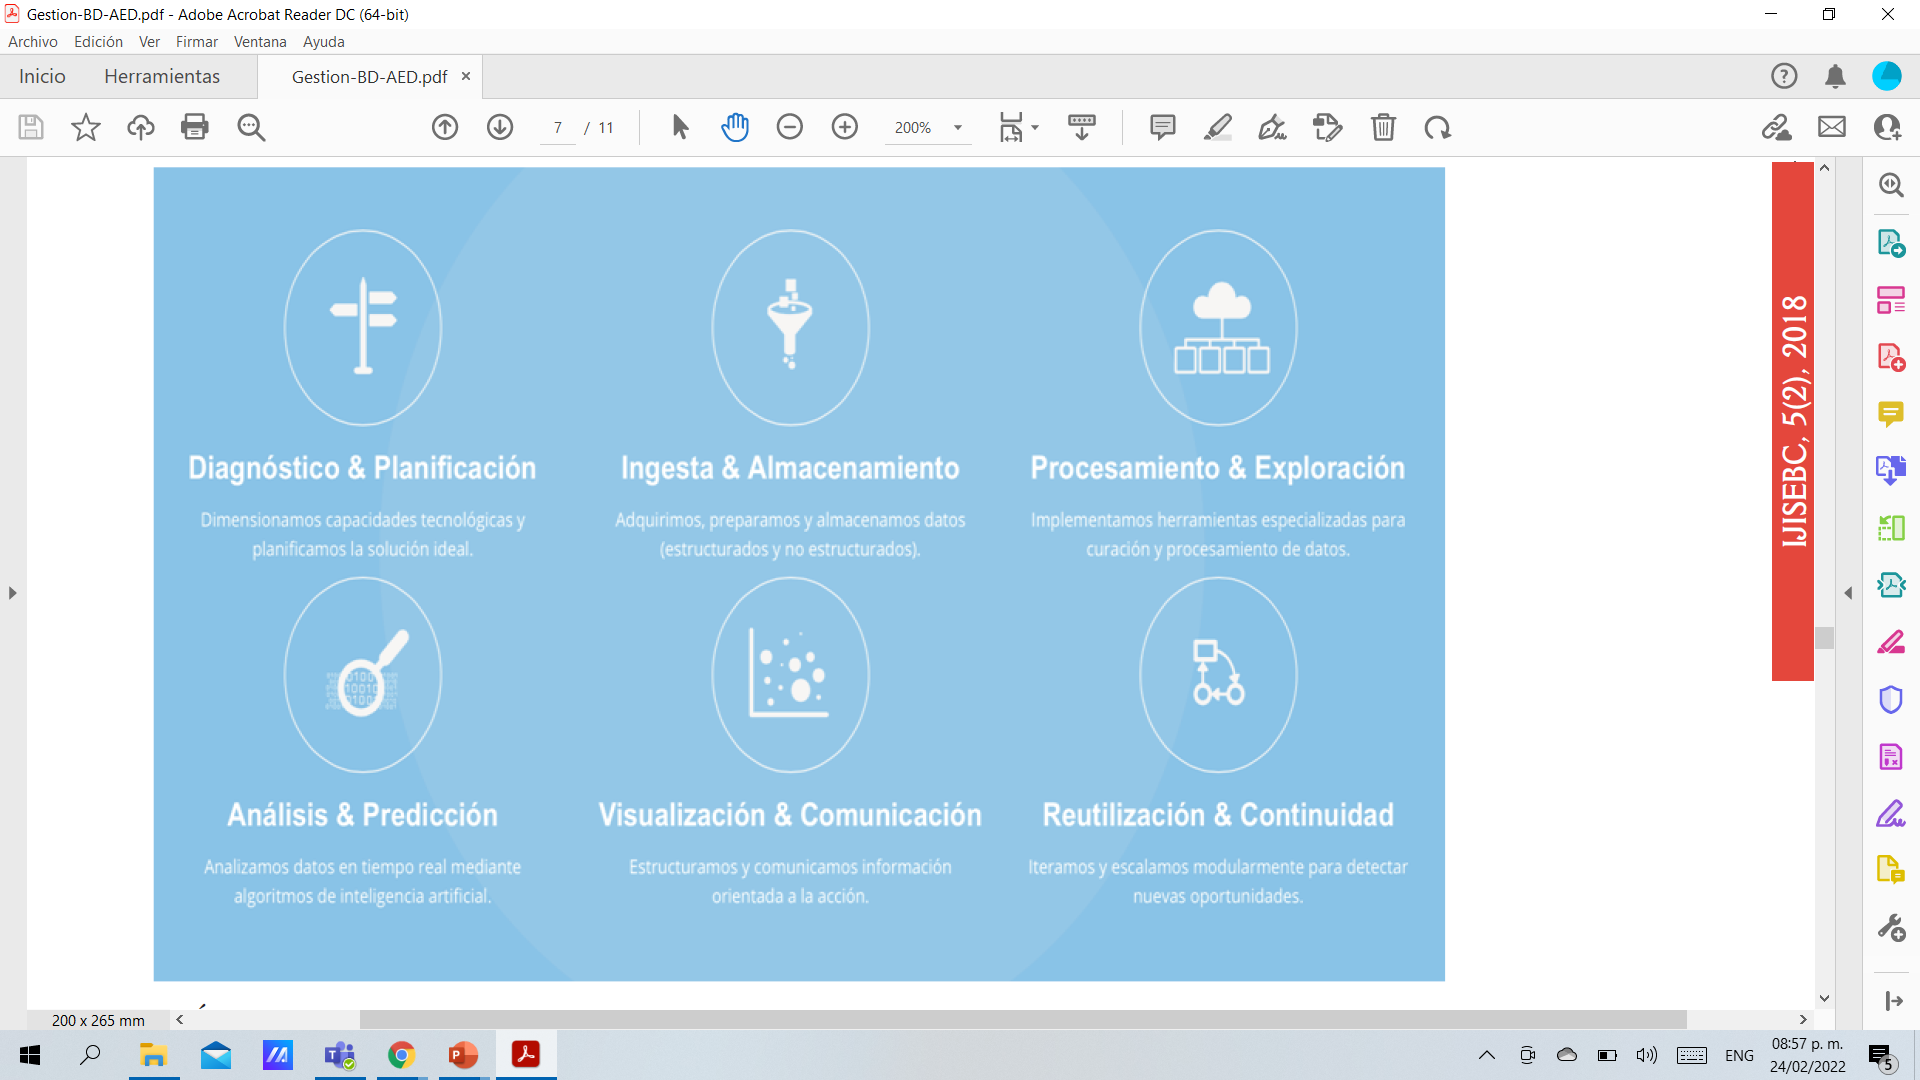 Gestion-BD-AED.pdf - Adobe Acrobat Reader DC (64-bit)
Archivo Edición Ver Firmar Ventana Ayuda
Inicio Herramientas Gestion-BD-AED.pdf
7 / 11 200%
Diagnóstico & Planificación
Dimensionamos capacidades tecnológicas y
planificamos la solución ideal.
Ingesta & Almacenamiento
Adquirimos, preparamos y almacenamos datos
(estructurados y no estructurados).
Procesamiento & Exploración
Implementamos herramientas especializadas para
curación y procesamiento de datos.
Análisis & Predicción
Analizamos datos en tiempo real mediante
algoritmos de inteligencia artificial.
Visualización & Comunicación
Estructuramos y comunicamos información
orientada a la acción.
Reutilización & Continuidad
Iteramos y escalamos modularmente para detectar
nuevas oportunidades.
IJISEBC, 5(2), 2018
200 x 265 mm
ENG
08:57 p. m.
24/02/2022
5